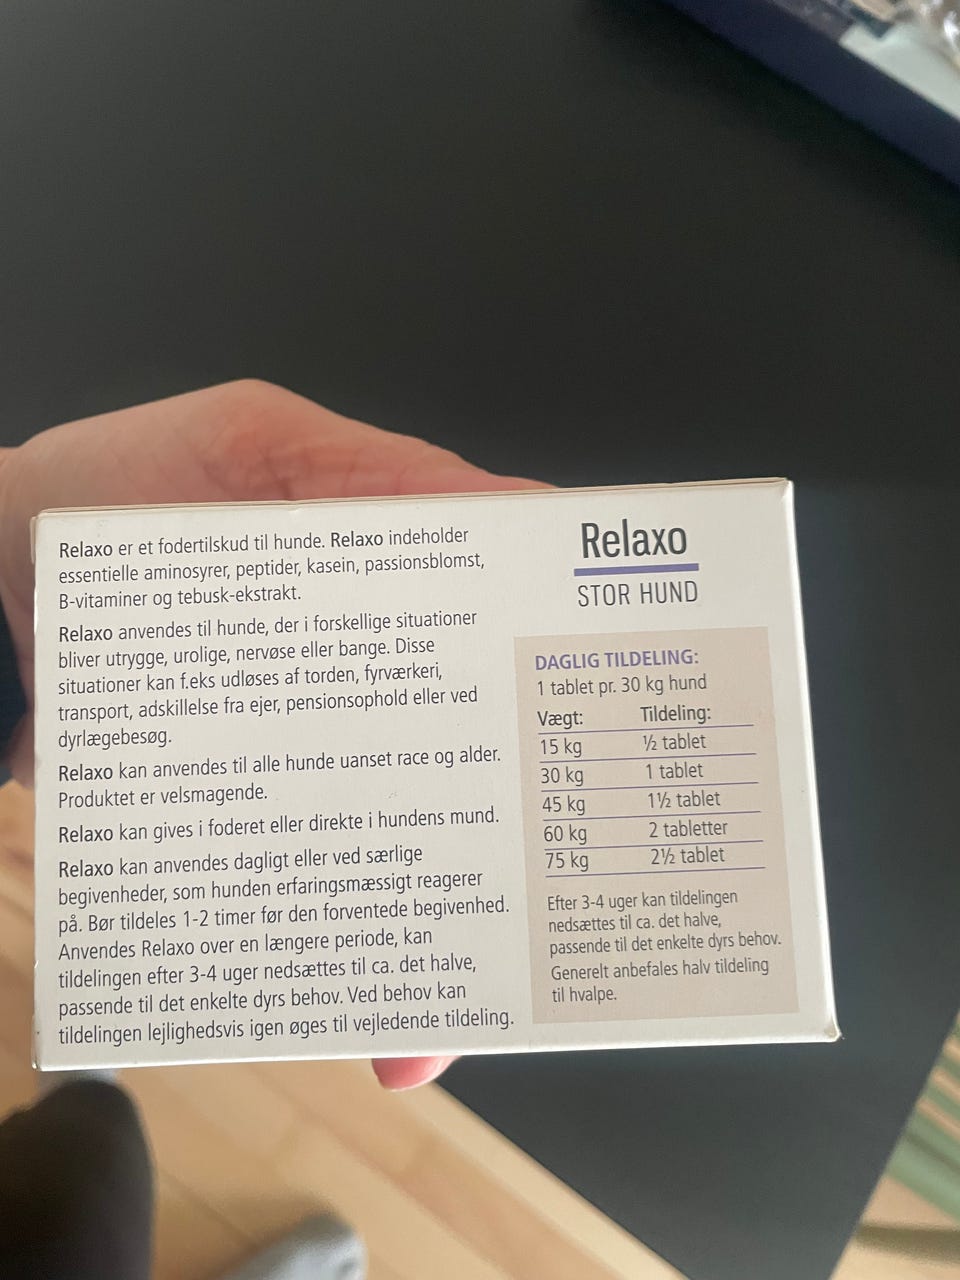 Relaxo er et fodertilskud til hunde. Relaxo indeholder
essentielle aminosyrer, peptider, kasein, passionsblomst,
B-vitaminer og tebusk-ekstrakt.
Relaxo anvendes til hunde, der i forskellige situationer
bliver utrygge, urolige, nervøse eller bange. Disse
situationer kan f.eks udløses af torden, fyrværkeri,
transport, adskillelse fra ejer, pensionsophold eller ved
dyrlægebesøg.
Relaxo kan anvendes til alle hunde uanset race og alder.
Produktet er velsmagende.
Relaxo kan gives i foderet eller direkte i hundens mund.
Relaxo kan anvendes dagligt eller ved særlige
begivenheder, som hunden erfaringsmæssigt reagerer
på. Bør tildeles 1-2 timer før den forventede begivenhed.
Anvendes Relaxo over en længere periode, kan
tildelingen efter 3-4 uger nedsættes til ca. det halve,
passende til det enkelte dyrs behov. Ved behov kan
tildelingen lejlighedsvis igen øges til vejledende tildeling.
Relaxo
STOR HUND
DAGLIG TILDELING:
1 tablet pr. 30 kg hund
Vægt: Tildeling:
15 kg ½ tablet
30 kg 1 tablet
45 kg 1½ tablet
60 kg 2 tabletter
75 kg 2½ tablet
Efter 3-4 uger kan tildelingen
nedsættes til ca. det halve,
passende til det enkelte dyrs behov.
Generelt anbefales halv tildeling
til hvalpe.